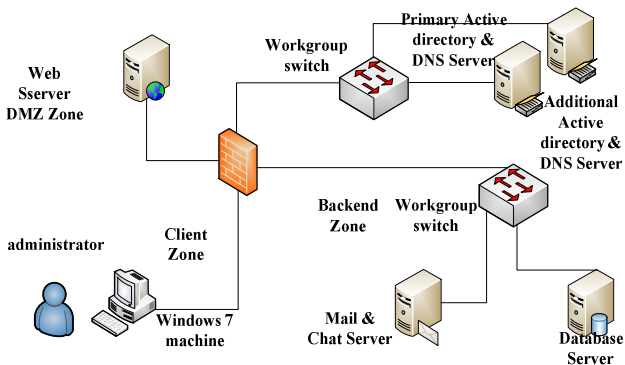 Web
Sserver
DMZ Zone
Workgroup
switch
Primary Active
directory &
DNS Server
Additional
Active
directory &
DNS Server
administrator
Client
Zone
Windows 7
machine
Backend
Zone
Workgroup
switch
Mail &
Chat Server
Database
Server